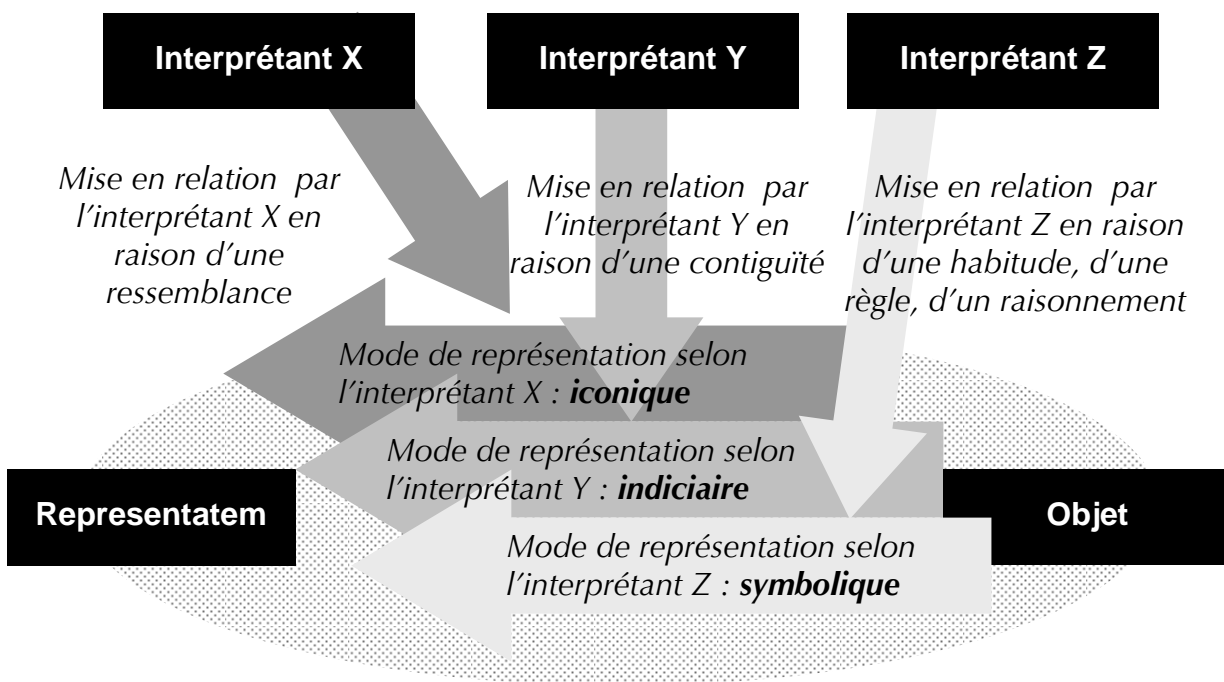 Interprétant X
Interprétant Y
Interprétant Z
Mise en relation par
l'interprétant X en
raison d'une
ressemblance
Mise en relation par
l'interprétant Y en
raison d'une contiguïté
Mise en relation par
l'interprétant Z en raison
d'une habitude, d'une
règle, d'un raisonnement
Mode de représentation selon
l'interprétant X : iconique
Mode de représentation selon
l'interprétant Y : indiciaire
Representatem
Objet
Mode de représentation selon
l'interprétant Z : symbolique